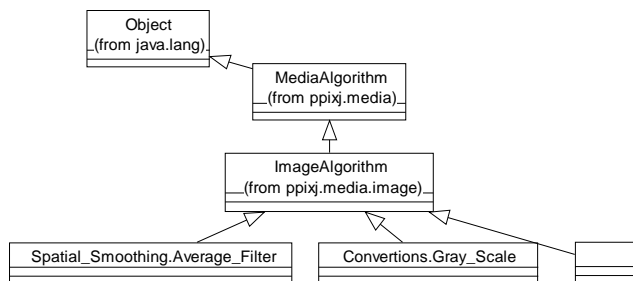 Object
(from java.lang)
MediaAlgorithm
(from ppixj.media)
ImageAlgorithm
(from ppixj.media.image)
Spatial_Smoothing.Average_Filter
Convertions.Gray_Scale